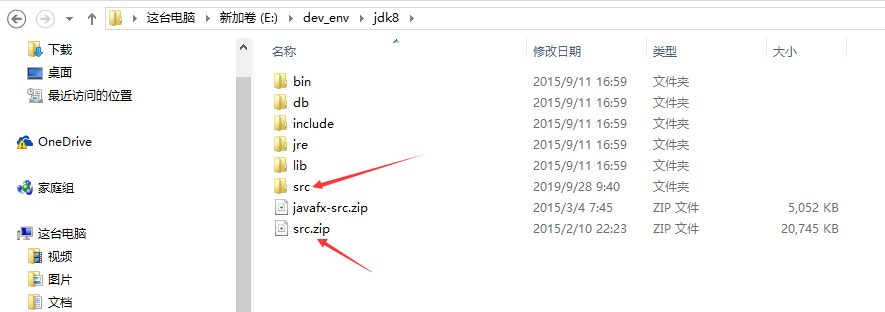 这台电脑 新加卷 (E:) dev_env jdk8
下载
桌面
最近访问的位置
OneDrive
家庭组
这台电脑
视频
图片
文档
名称 修改日期 类型 大小
bin 2015/9/11 16:59 文件夹
db 2015/9/11 16:59 文件夹
include 2015/9/11 16:59 文件夹
jre 2015/9/11 16:59 文件夹
lib 2015/9/11 16:59 文件夹
src 2019/9/28 9:40 文件夹
javafx-src.zip 2015/3/4 7:45 ZIP 文件 5,052 KB
src.zip 2015/2/10 22:23 ZIP 文件 20,745 KB